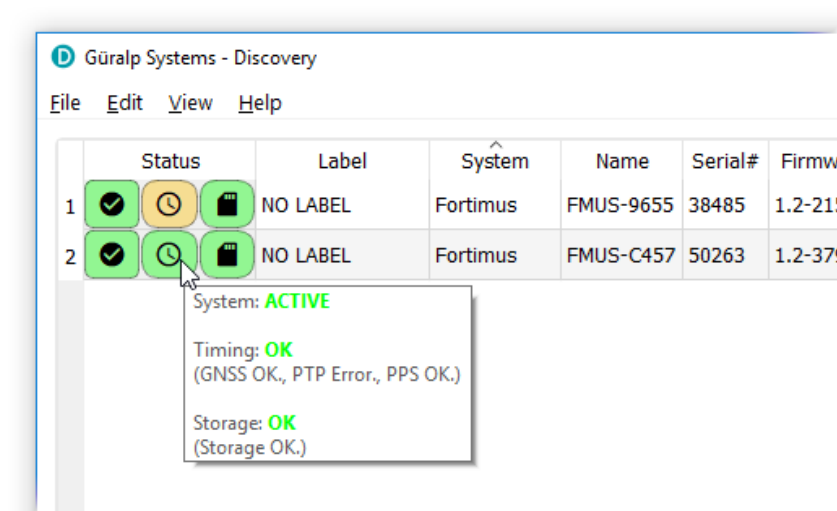 D Güralp Systems - Discovery
File Edit View Help
Status Label System Name Serial#
1 NO LABEL Fortimus FMUS-9655 38485
2 NO LABEL Fortimus FMUS-C457 50263
System: ACTIVE
Timing: OK
(GNSS OK., PTP Error., PPS OK.)
Storage: OK
(Storage OK.)